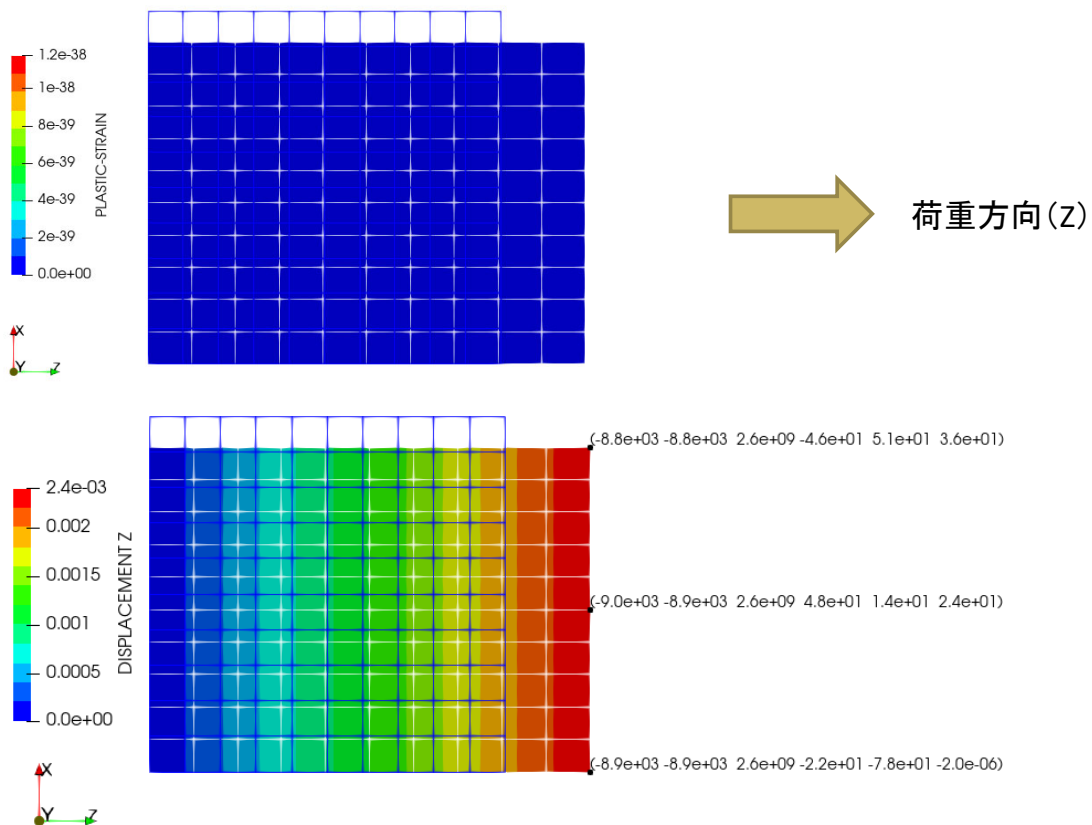 1.2e-38
1e-38
8e-39
6e-39
4e-39
2e-39
0.0e+00
PLASTIC-STRAIN
X
Y
Z
荷重方向(Z)
2.4e-03
0.002
0.0015
0.001
0.0005
0.0e+00
DISPLACEMENT Z
(-8.8e+03 -8.8e+03 2.6e+09 -4.6e+01 5.1e+01 3.6e+01)
(-9.0e+03 -8.9e+03 2.6e+09 4.8e+01 1.4e+01 2.4e+01)
(-8.9e+03 -8.9e+03 2.6e+09 -2.2e+01 -7.8e+01 -2.0e-06)
X
Y
Z